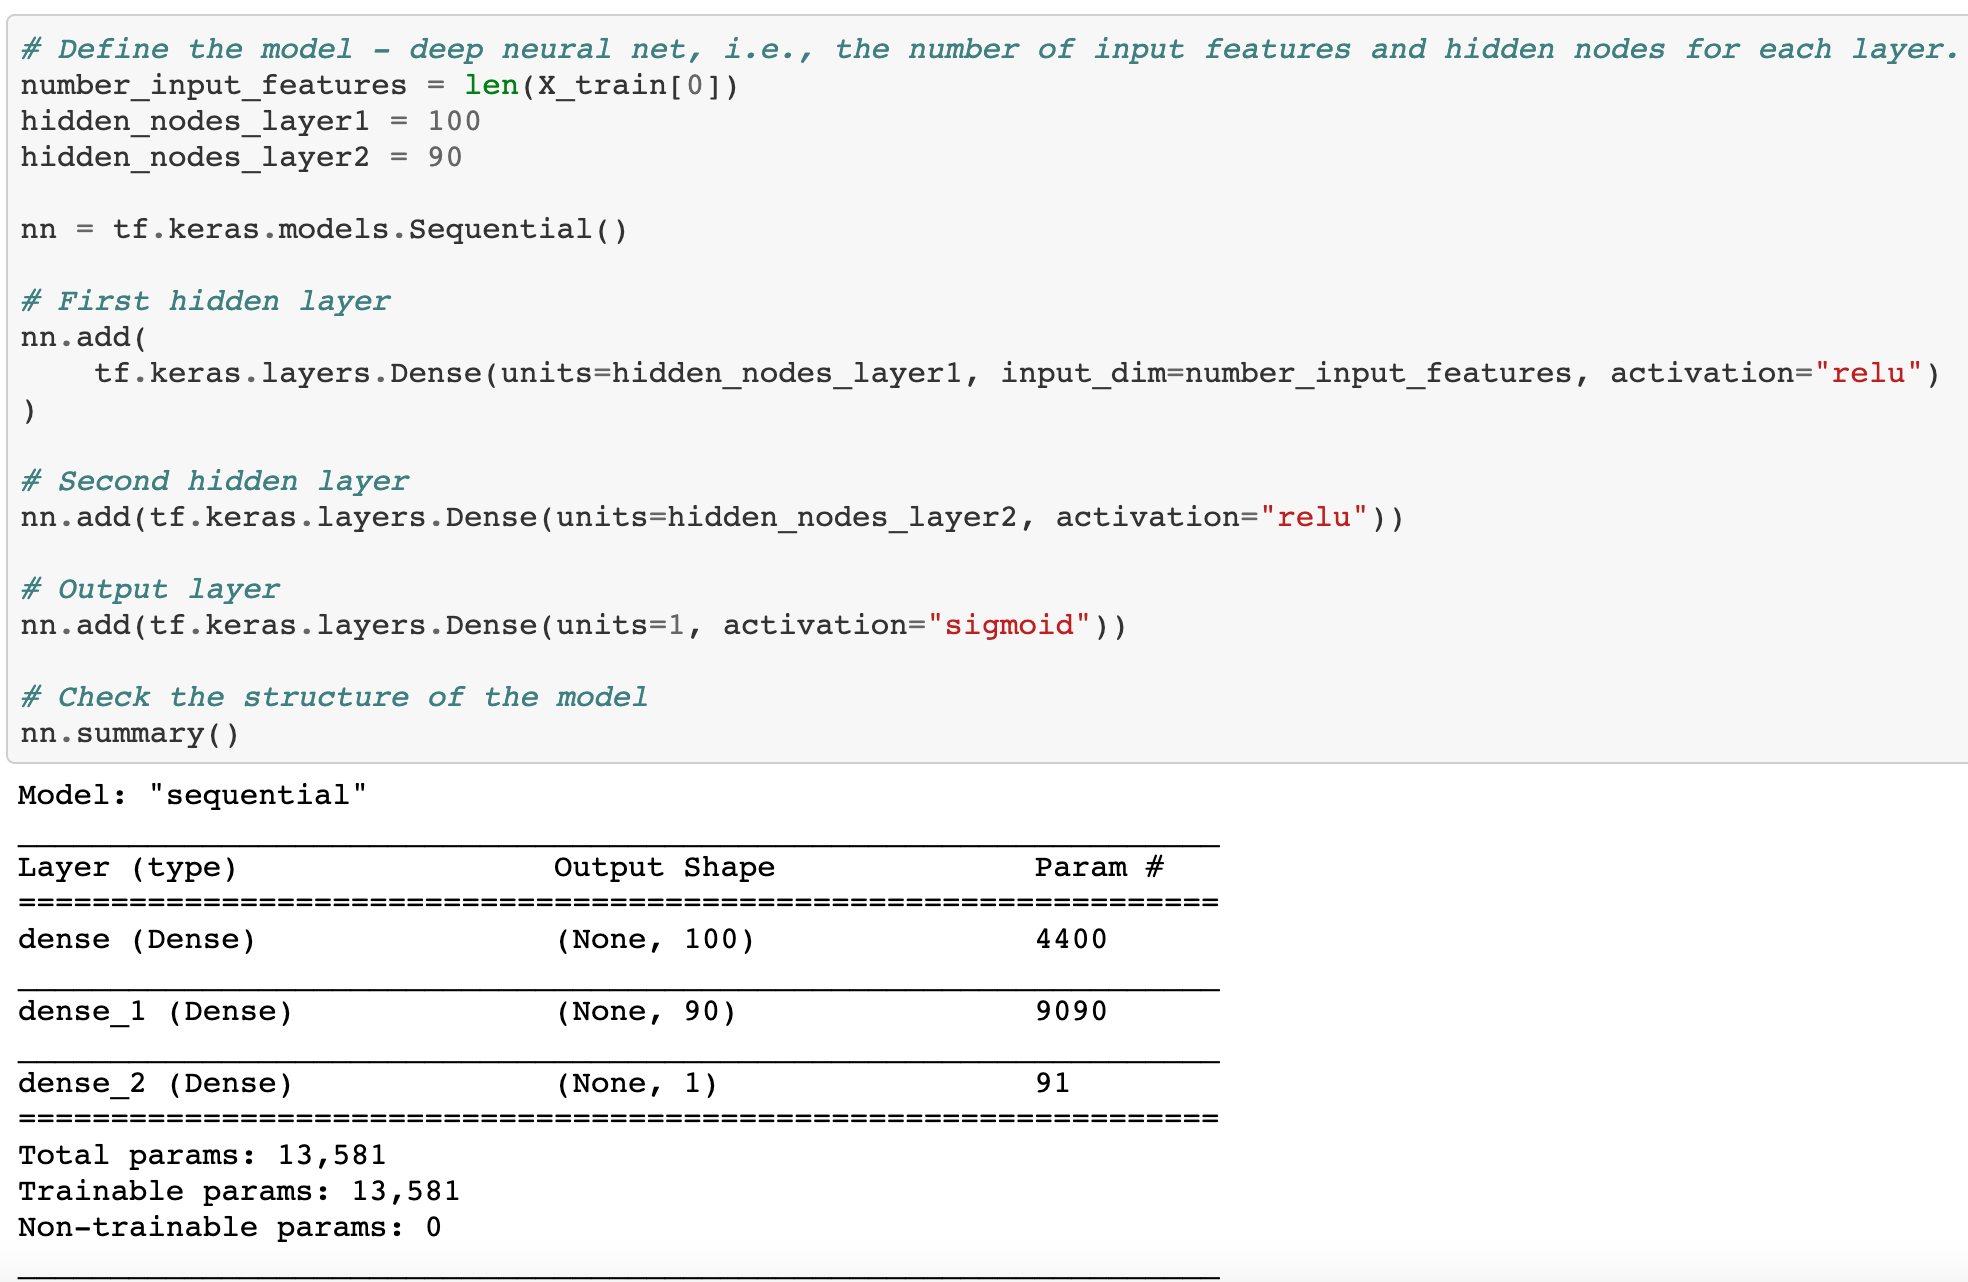 # Define the model - deep neural net, i.e., the number of input features and hidden nodes for each layer.
number_input_features = len(X_train[0])
hidden_nodes_layer1 = 100
hidden_nodes_layer2 = 90
nn = tf.keras.models.Sequential()
# First hidden layer
nn.add(
    tf.keras.layers.Dense(units=hidden_nodes_layer1, input_dim=number_input_features, activation="relu")
)
# Second hidden layer
nn.add(tf.keras.layers.Dense(units=hidden_nodes_layer2, activation="relu"))
# Output layer
nn.add(tf.keras.layers.Dense(units=1, activation="sigmoid"))
# Check the structure of the model
nn.summary()
Model: "sequential"
_________________________________________________________________
Layer (type)                 Output Shape              Param #
=================================================================
dense (Dense)                (None, 100)               4400
_________________________________________________________________
dense_1 (Dense)              (None, 90)                9090
_________________________________________________________________
dense_2 (Dense)              (None, 1)                 91
=================================================================
Total params: 13,581
Trainable params: 13,581
Non-trainable params: 0
_________________________________________________________________